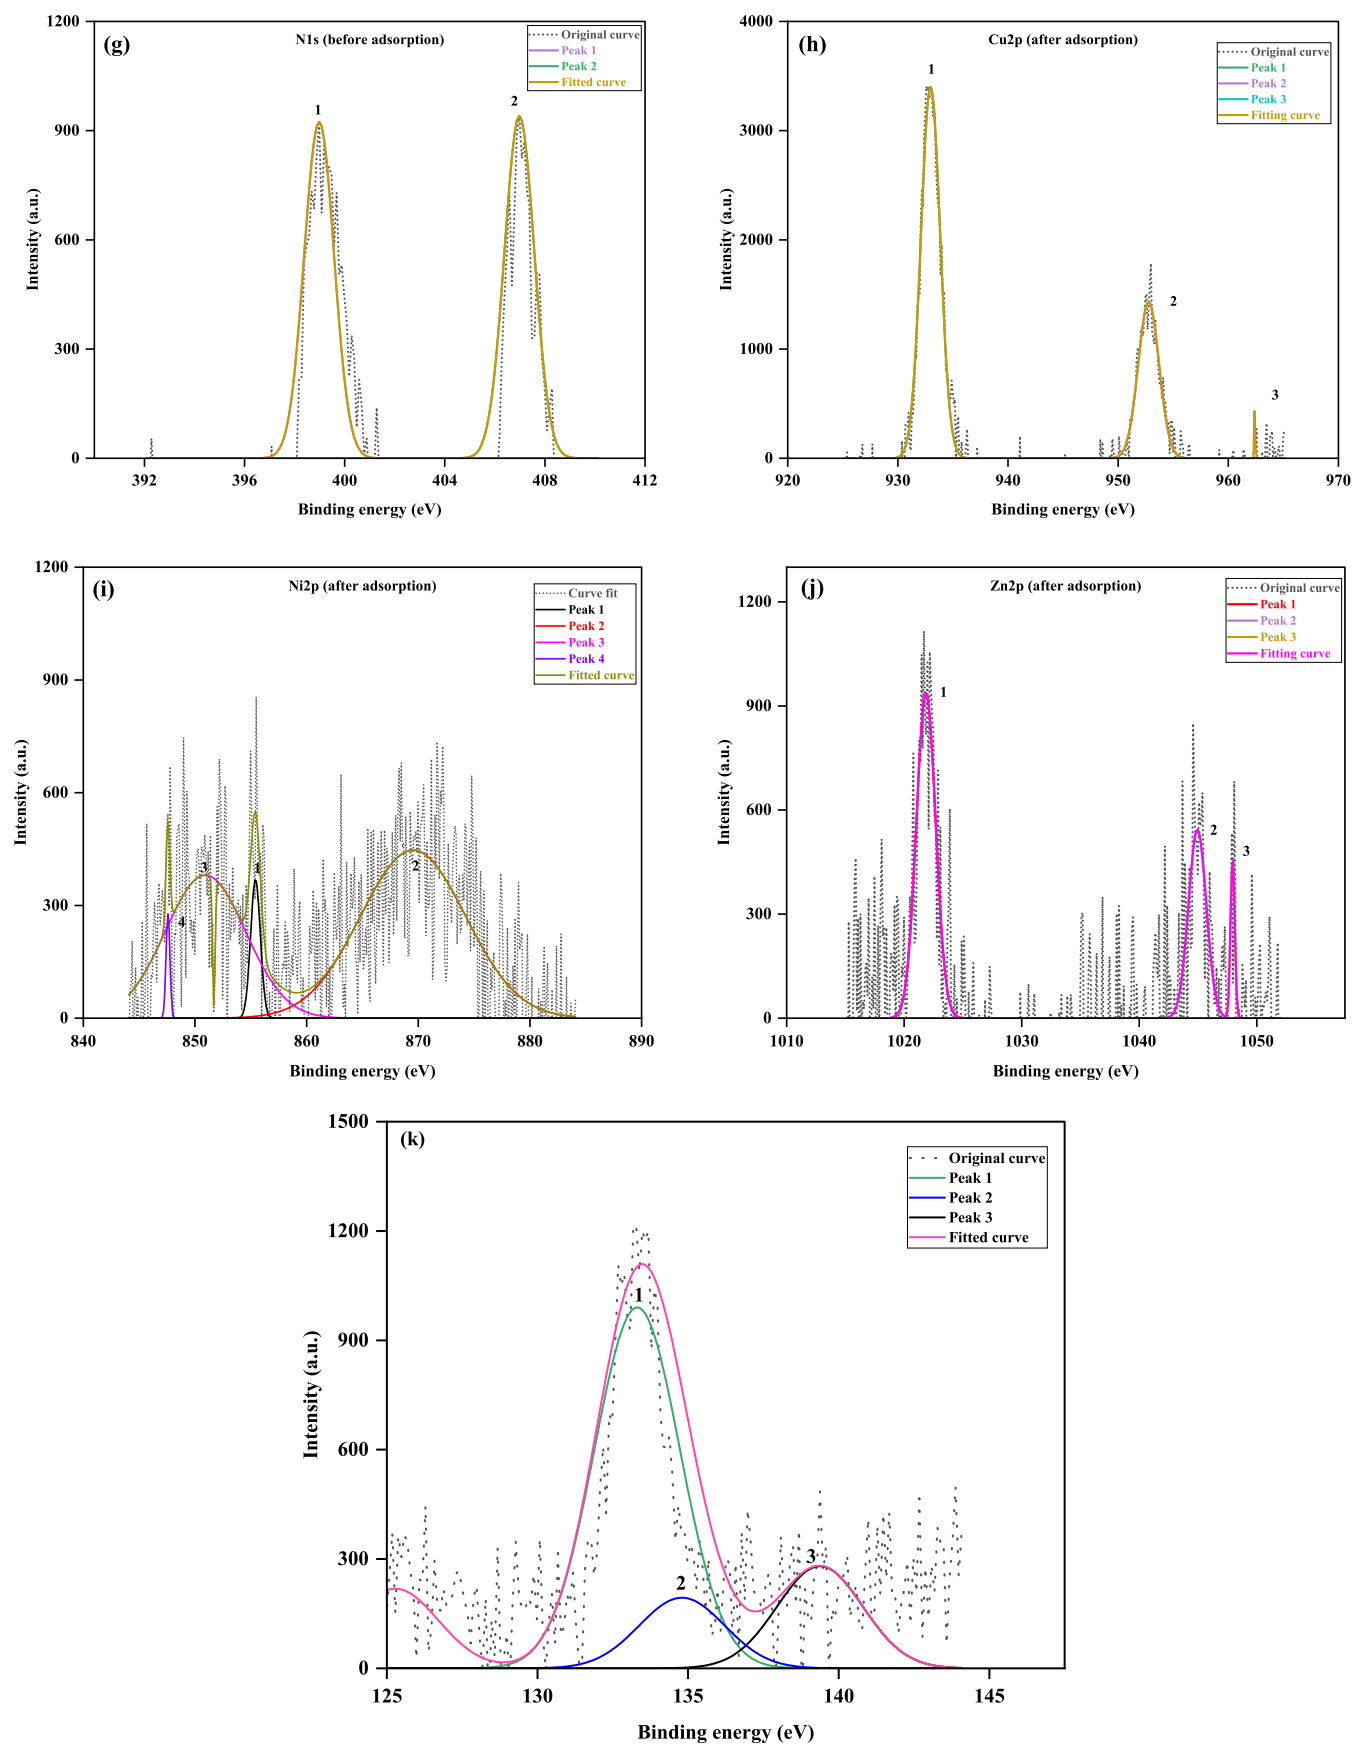 (g)
N1s (before adsorption)
Original curve
Peak 1
Peak 2
Fitted curve
1
2
1200
900
600
300
0
Intensity (a.u.)
392 396 400 404 408 412
Binding energy (eV)
(h)
Cu2p (after adsorption)
Original curve
Peak 1
Peak 2
Peak 3
Fitting curve
1
2
3
4000
3000
2000
1000
0
Intensity (a.u.)
920 930 940 950 960 970
Binding energy (eV)
(i)
Ni2p (after adsorption)
Curve fit
Peak 1
Peak 2
Peak 3
Peak 4
Fitted curve
3
1
2
4
1200
900
600
300
0
Intensity (a.u.)
840 850 860 870 880 890
Binding energy (eV)
(j)
Zn2p (after adsorption)
Original curve
Peak 1
Peak 2
Peak 3
Fitting curve
1
2
3
1200
900
600
300
0
Intensity (a.u.)
1010 1020 1030 1040 1050
Binding energy (eV)
(k)
Original curve
Peak 1
Peak 2
Peak 3
Fitted curve
1
2
3
1500
1200
900
600
300
0
Intensity (a.u.)
125 130 135 140 145
Binding energy (eV)